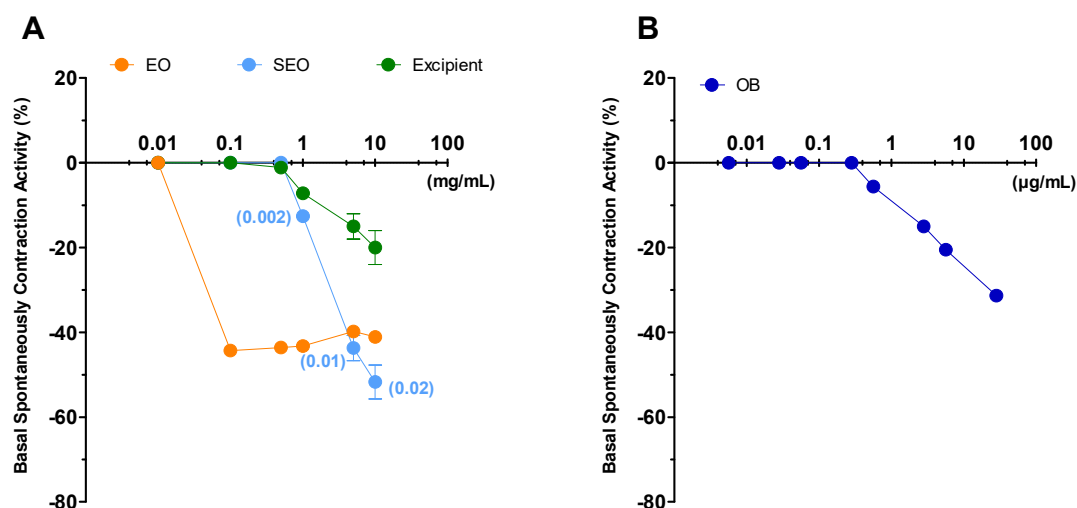 A
EO SEO Excipient
Basal Spontaneously Contraction Activity (%)
20
0
-20
-40
-60
-80
0.01 0.1 1 10 100
(mg/mL)
(0.002)
(0.01)
(0.02)
B
OB
Basal Spontaneously Contraction Activity (%)
20
0
-20
-40
-60
-80
0.01 0.1 1 10 100
(µg/mL)